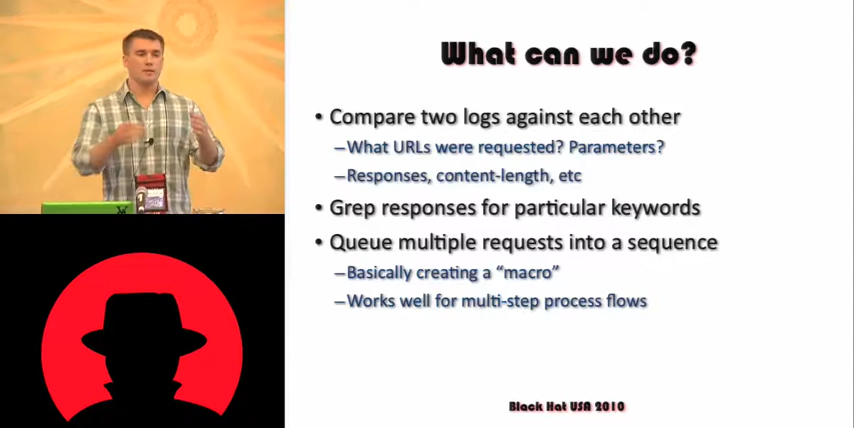 What can we do?
• Compare two logs against each other
–What URLs were requested? Parameters?
–Responses, content-length, etc
• Grep responses for particular keywords
• Queue multiple requests into a sequence
–Basically creating a “macro”
–Works well for multi-step process flows
Black Hat USA 2010